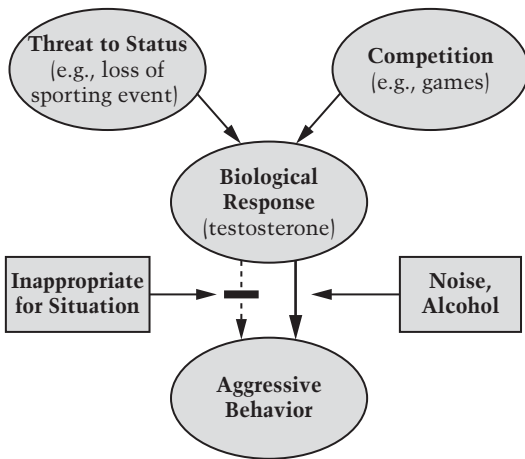 Threat to Status
(e.g., loss of
sporting event)
Competition
(e.g., games)
Biological
Response
(testosterone)
Inappropriate
for Situation
Noise,
Alcohol
Aggressive
Behavior